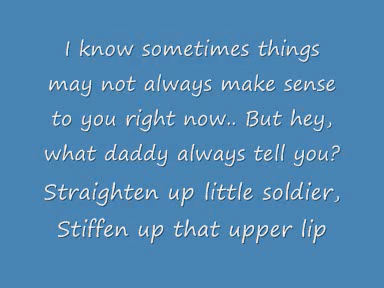 I know sometimes things
may not always make sense
to you right now.. But hey,
what daddy always tell you?
Straighten up little soldier,
Stiffen up that upper lip